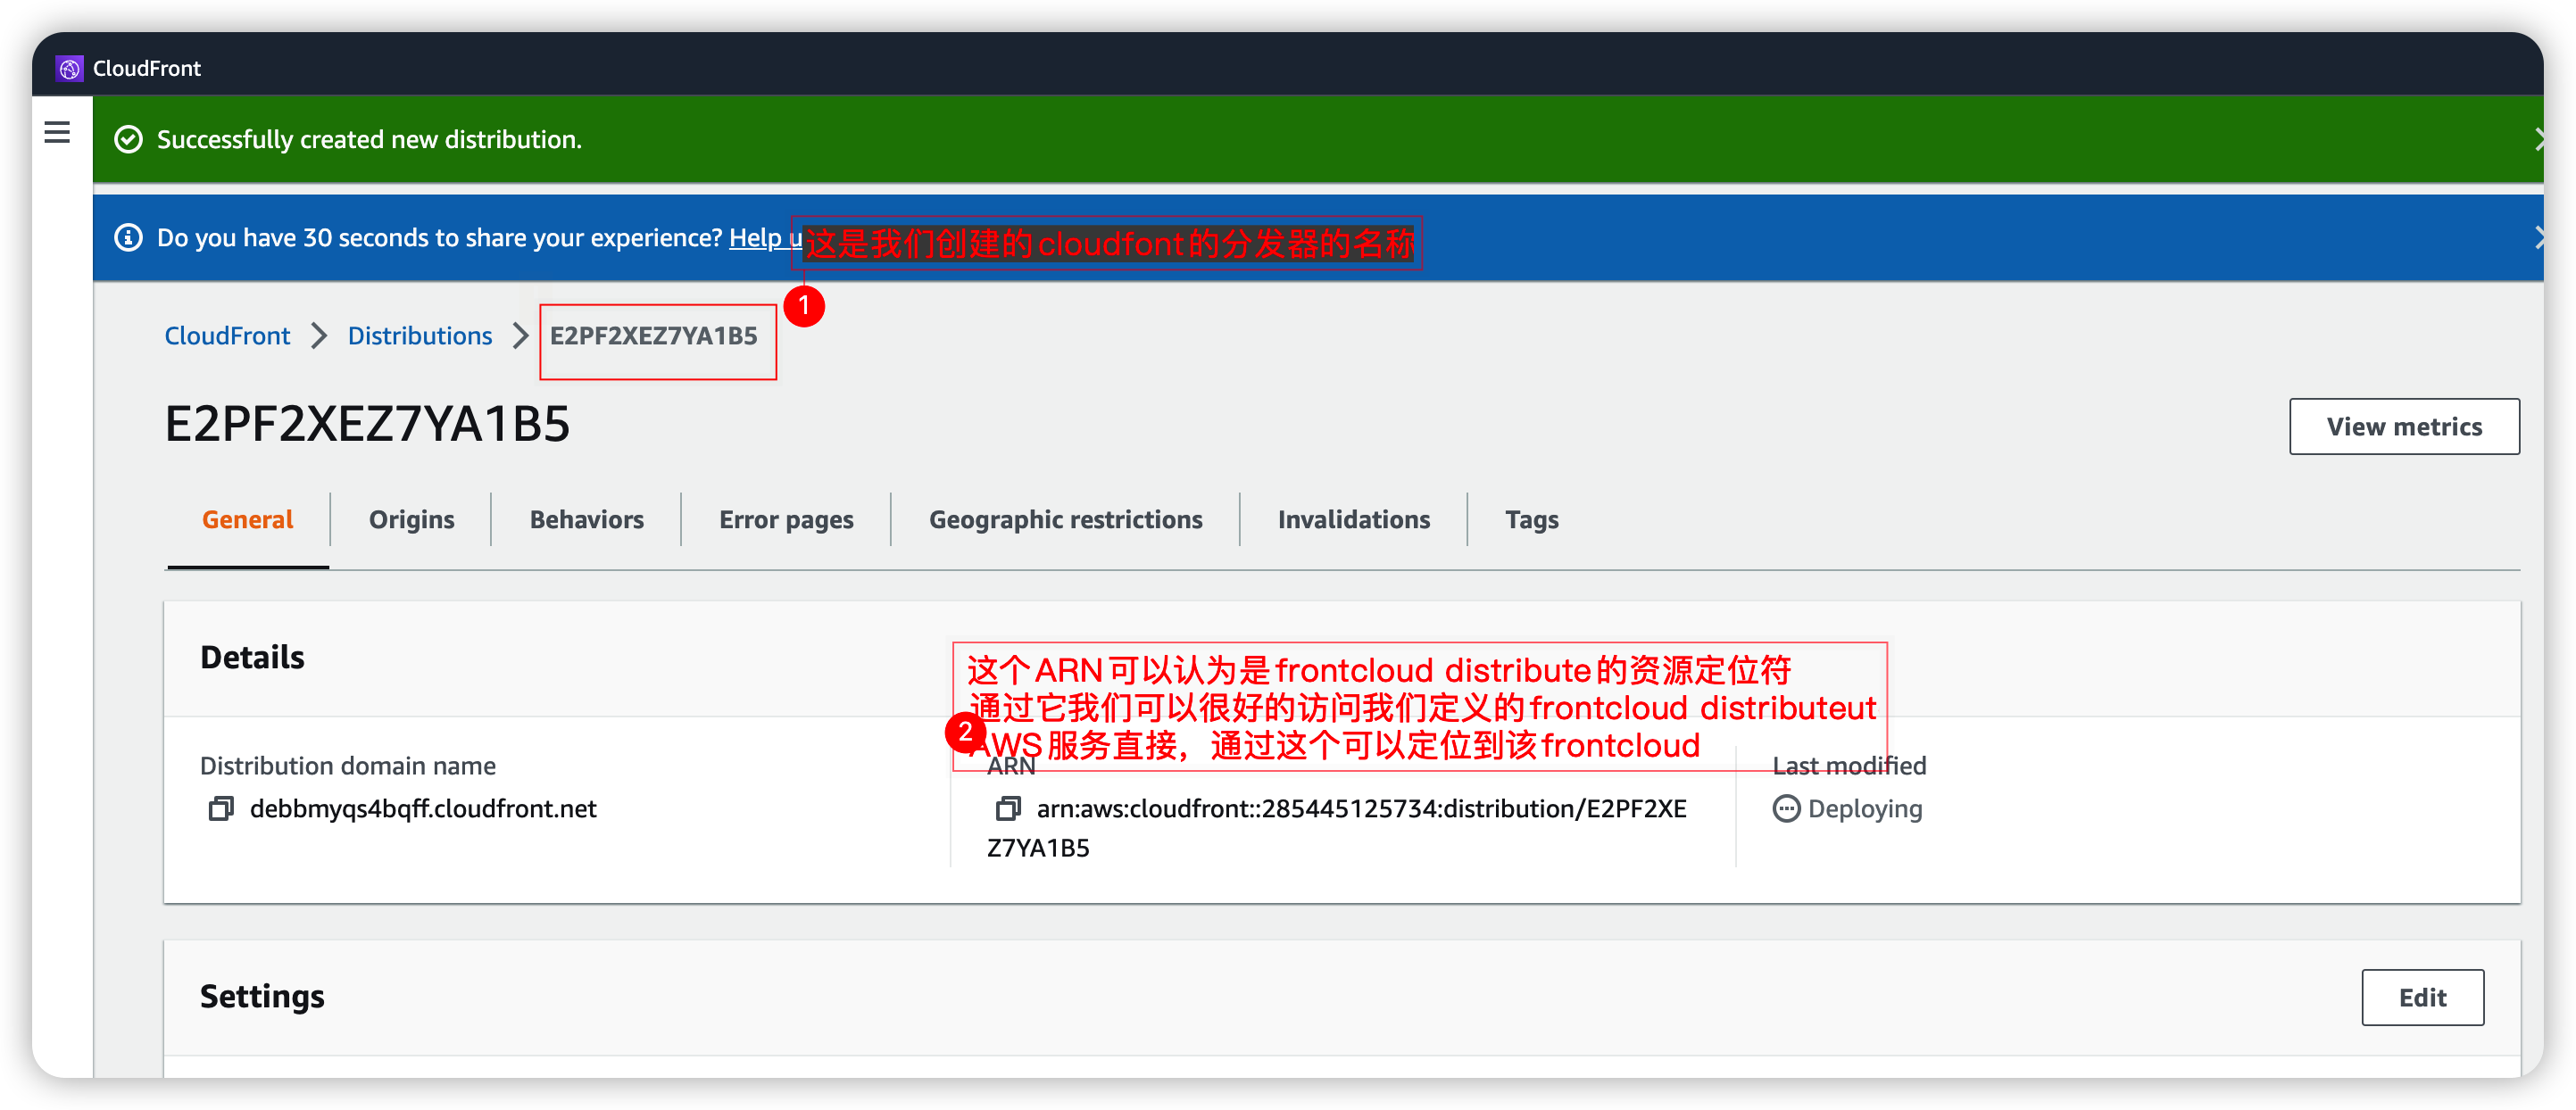 CloudFront
Successfully created new distribution.
Do you have 30 seconds to share your experience? Help u
这是我们创建的cloudfont的分发器的名称
1
CloudFront
Distributions
E2PF2XEZ7YA1B5
E2PF2XEZ7YA1B5
View metrics
General
Origins
Behaviors
Error pages
Geographic restrictions
Invalidations
Tags
Details
这个ARN可以认为是frontcloud distribute的资源定位符
通过它我们可以很好的访问我们定义的frontcloud distributeut
2
AWS服务直接，通过这个可以定位到该frontcloud
Distribution domain name
debbmyqs4bqff.cloudfront.net
ARN
arn:aws:cloudfront::285445125734:distribution/E2PF2XE
Z7YA1B5
Last modified
Deploying
Settings
Edit